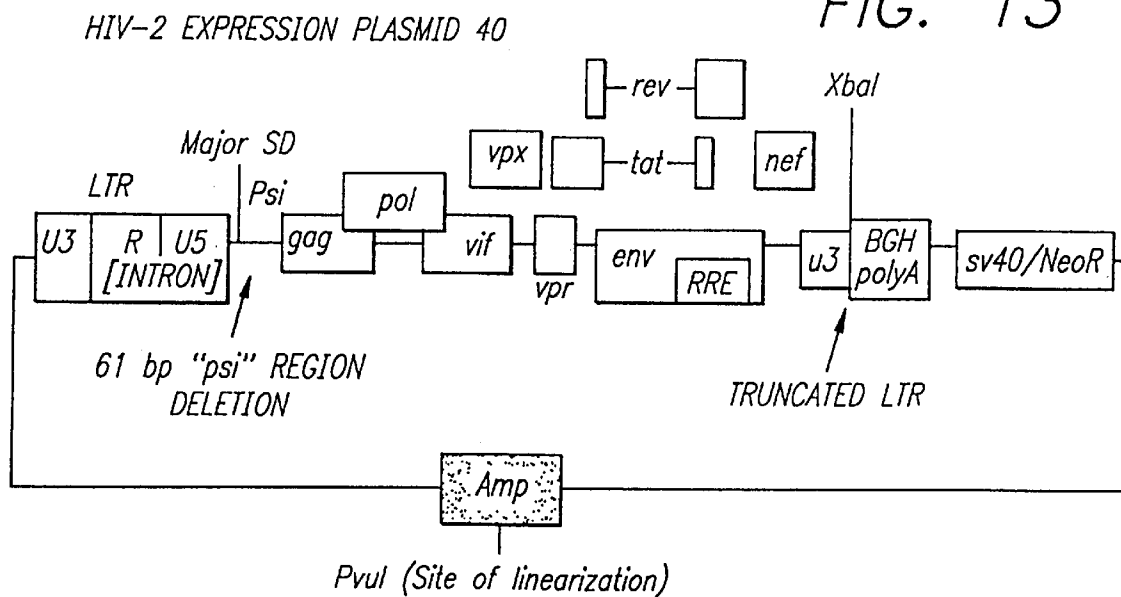 FIG. 13
HIV-2 EXPRESSION PLASMID 40
rev
XbaI
Major SD
vpx
tat
nef
LTR
Psi
pol
U3
R
U5
[INTRON]
gag
vif
vpr
env
RRE
u3
BGH
polyA
sv40/NeoR
61 bp "psi" REGION
DELETION
TRUNCATED LTR
Amp
PvuI (Site of linearization)